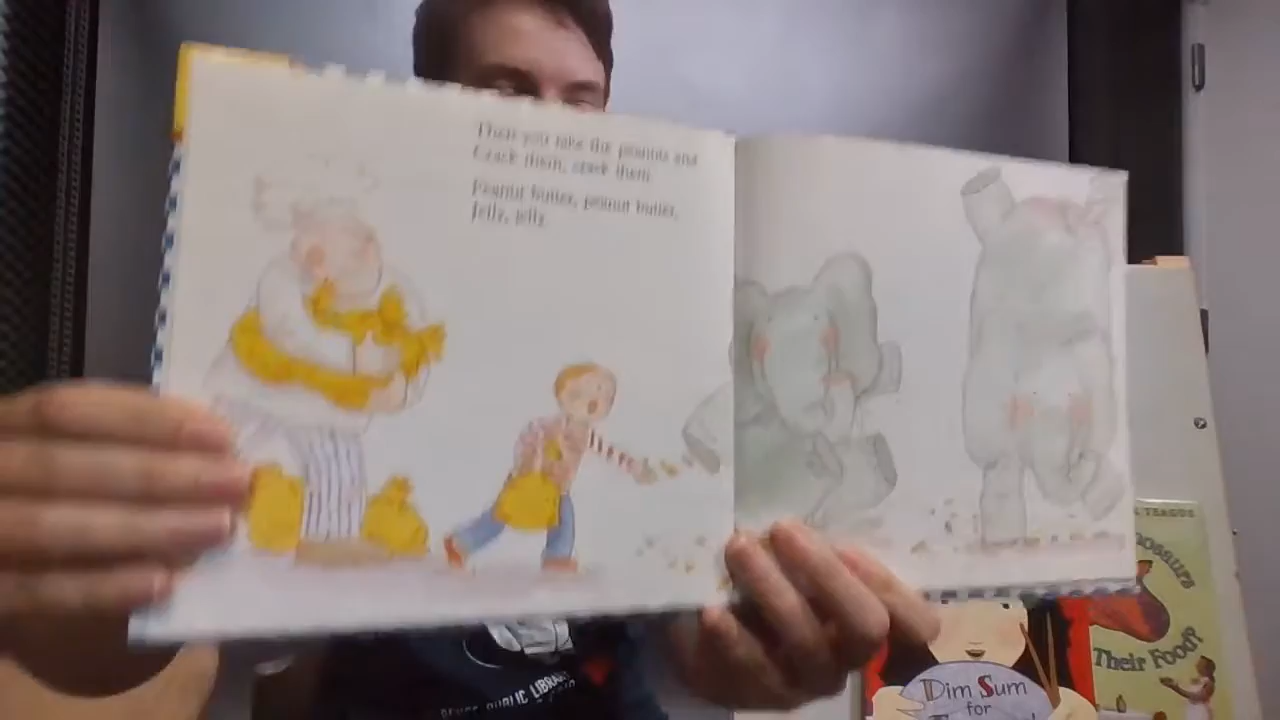 Then you take the peanuts and
Crack them, crack them.
Peanut butter, peanut butter,
Jelly, jelly.
PUBLIC LIBRARY
TEAGUE
Their Food?
Dim Sum
for